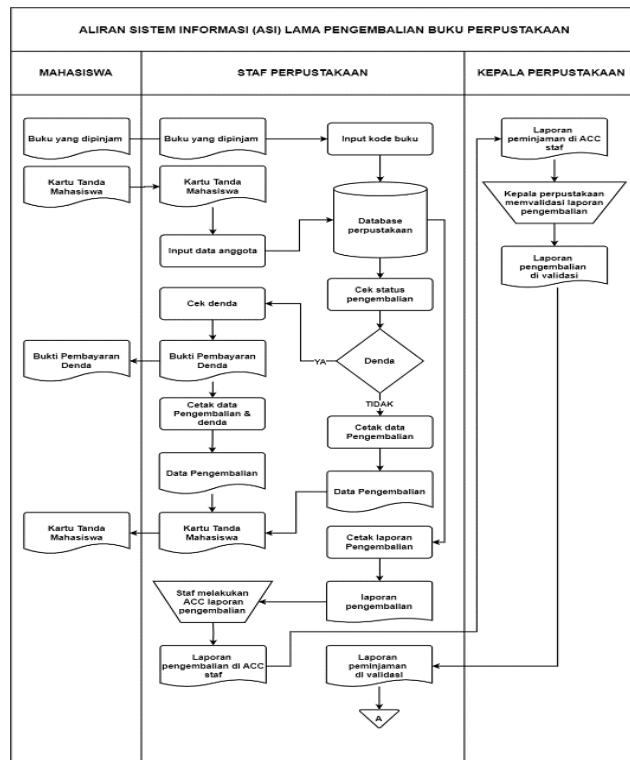 ALIRAN SISTEM INFORMASI (ASI) LAMA PENGEMBALIAN BUKU PERPUSTAKAAN
MAHASISWA
STAF PERPUSTAKAAN
KEPALA PERPUSTAKAAN
Buku yang dipinjam
Buku yang dipinjam
Input kode buku
Laporan
peminjaman di ACC
staf
Kartu Tanda
Mahasiswa
Kartu Tanda
Mahasiswa
Kepala perpustakaan
memvalidasi laporan
pengembalian
Input data anggota
Database
perpustakaan
Laporan
pengembalian
di validasi
Cek denda
Cek status
pengembalian
Bukti Pembayaran
Denda
Bukti Pembayaran
Denda
YA
Denda
TIDAK
Cetak data
Pengembalian &
denda
Cetak data
Pengembalian
Data Pengembalian
Data Pengembalian
Kartu Tanda
Mahasiswa
Kartu Tanda
Mahasiswa
Cetak laporan
Pengembalian
Staf melakukan
ACC laporan
pengembalian
laporan
pengembalian
Laporan
pengembalian di ACC
staf
Laporan
peminjaman
di validasi
A